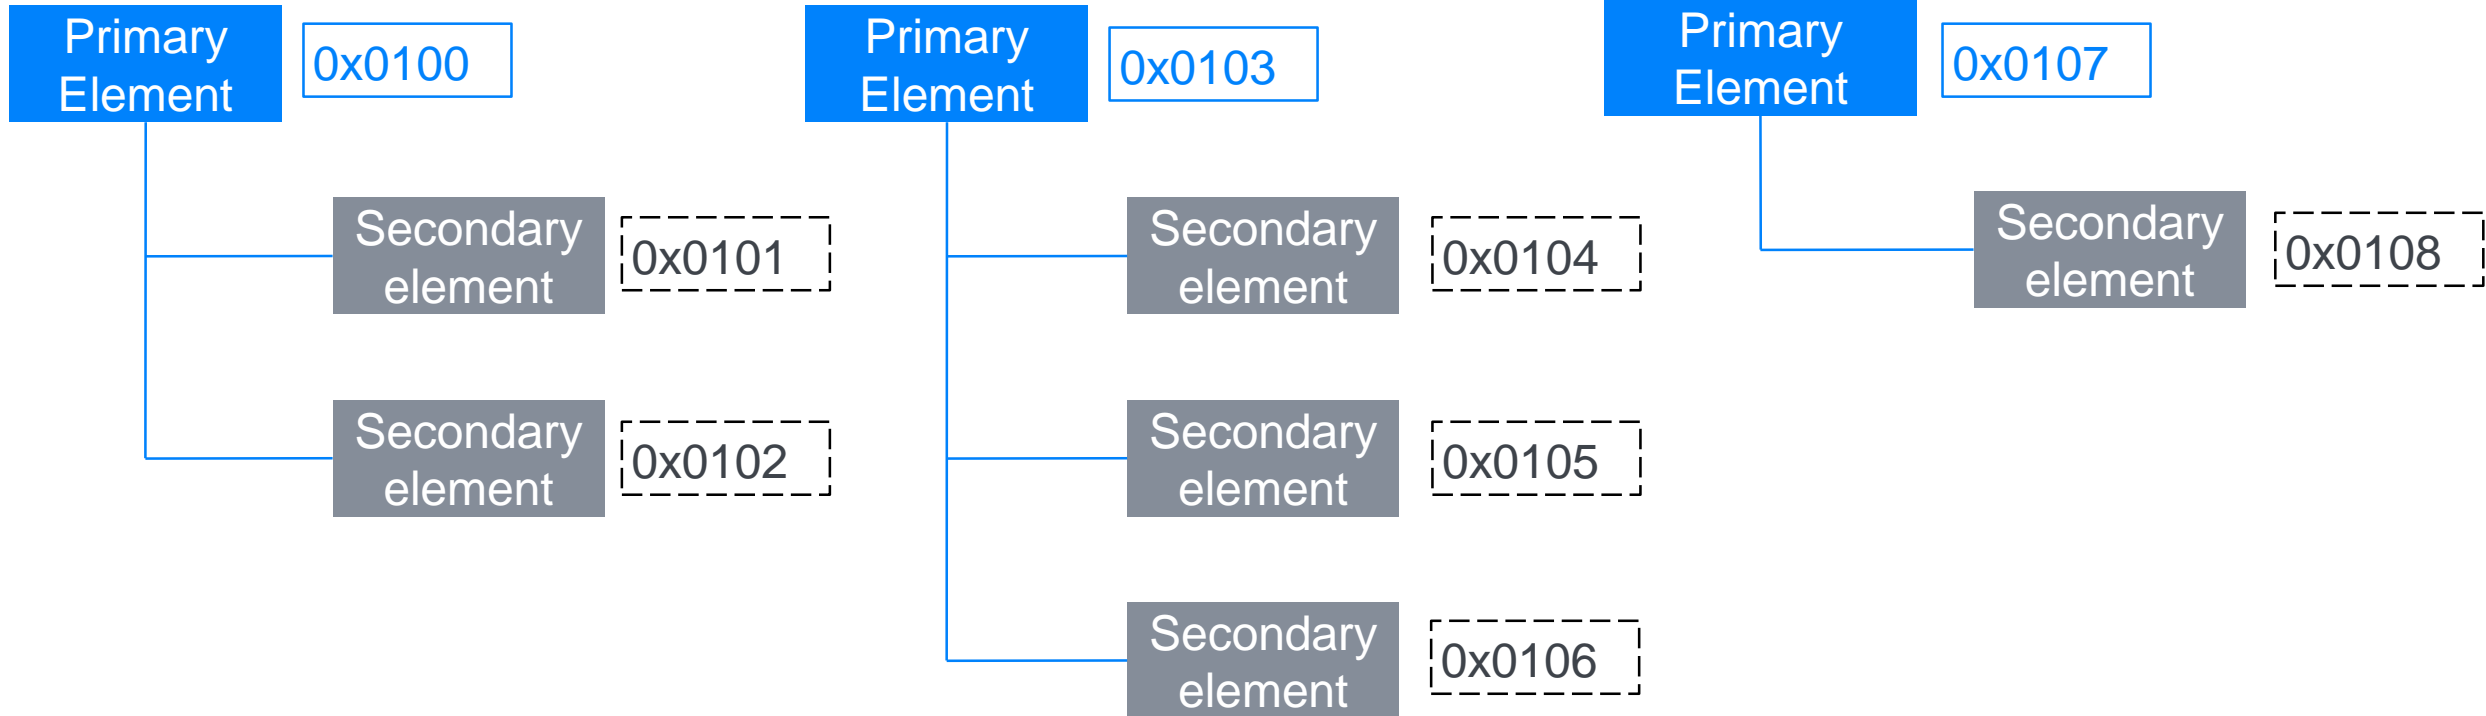 Primary
Element
0x0100
Secondary
element
0x0101
Secondary
element
0x0102
Primary
Element
0x0103
Secondary
element
0x0104
Secondary
element
0x0105
Secondary
element
0x0106
Primary
Element
0x0107
Secondary
element
0x0108